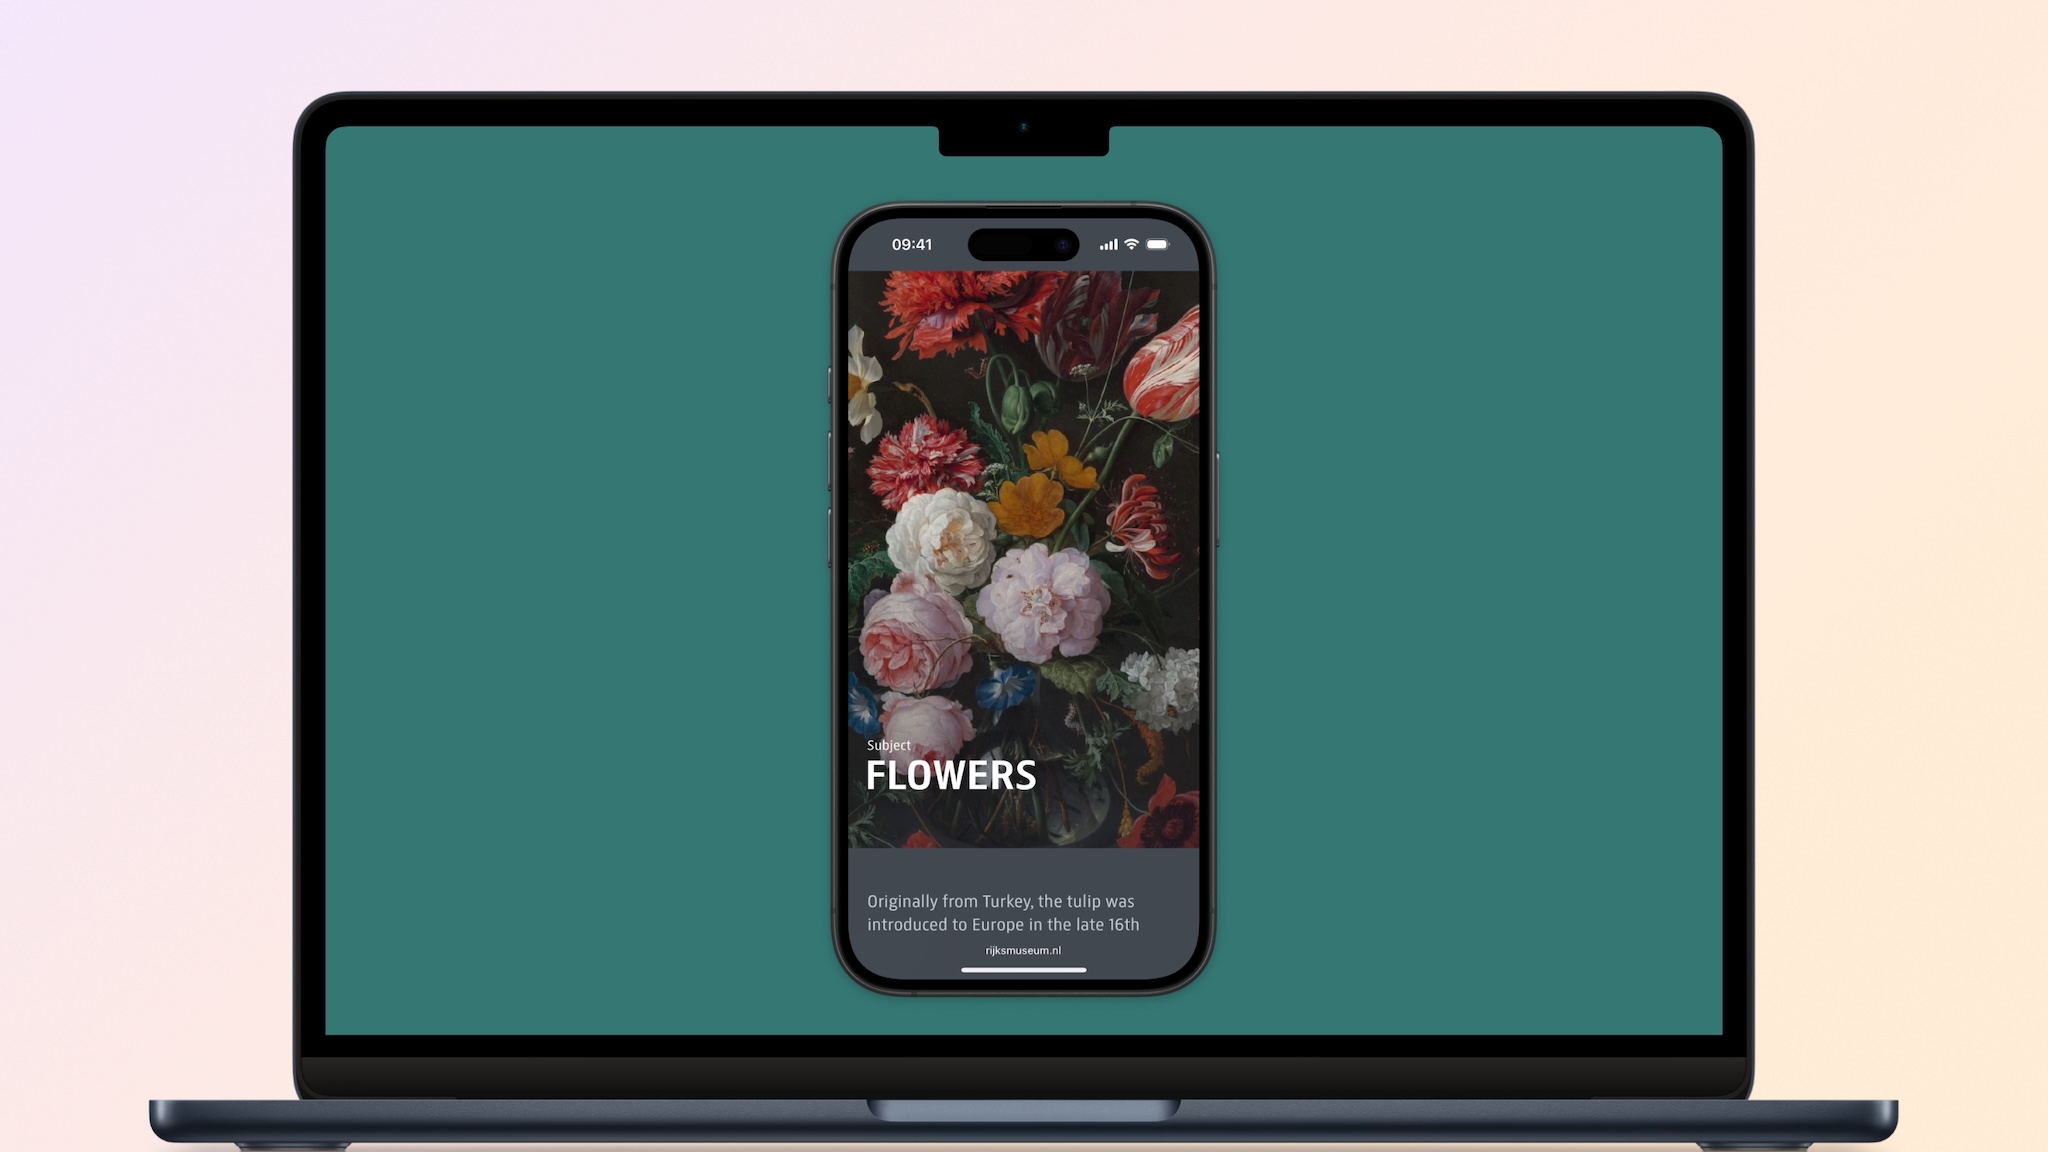 09:41
Subject
FLOWERS
Originally from Turkey, the tulip was
introduced to Europe in the late 16th
rijksmuseum.nl